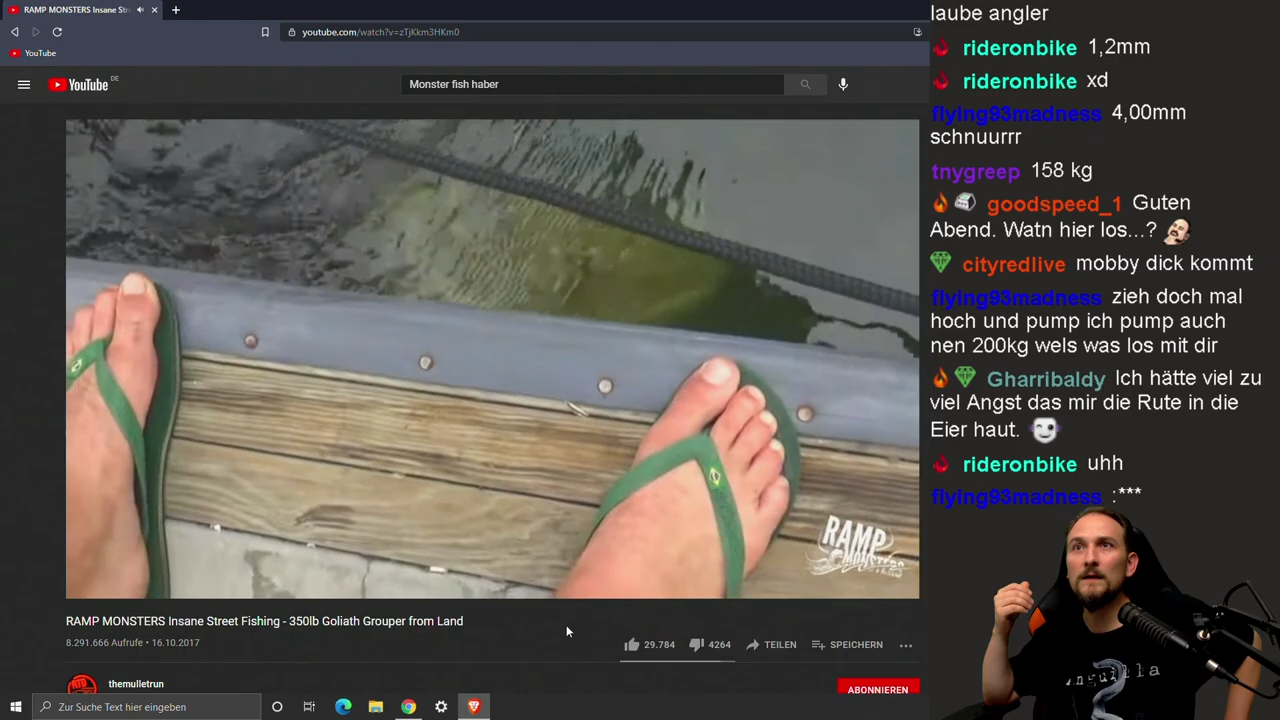 RAMP MONSTERS Insane Str
youtube.com/watch?v=zTjKkm3HKm0
YouTube
YouTube DE
Monster fish haber
RAMP
MONSTERS
RAMP MONSTERS Insane Street Fishing - 350lb Goliath Grouper from Land
8.291.666 Aufrufe • 16.10.2017
29.784
4264
TEILEN
SPEICHERN
themulletrun
ABONNIEREN
Zur Suche Text hier eingeben
laube angler
rideronbike 1,2mm
rideronbike xd
flying93madness 4,00mm
schnuurrr
tnygreep 158 kg
goodspeed_1 Guten
Abend. Watn hier los...?
cityredlive mobby dick kommt
flying93madness zieh doch mal
hoch und pump ich pump auch
nen 200kg wels was los mit dir
Gharribaldy Ich hätte viel zu
viel Angst das mir die Rute in die
Eier haut.
rideronbike uhh
flying93madness :***